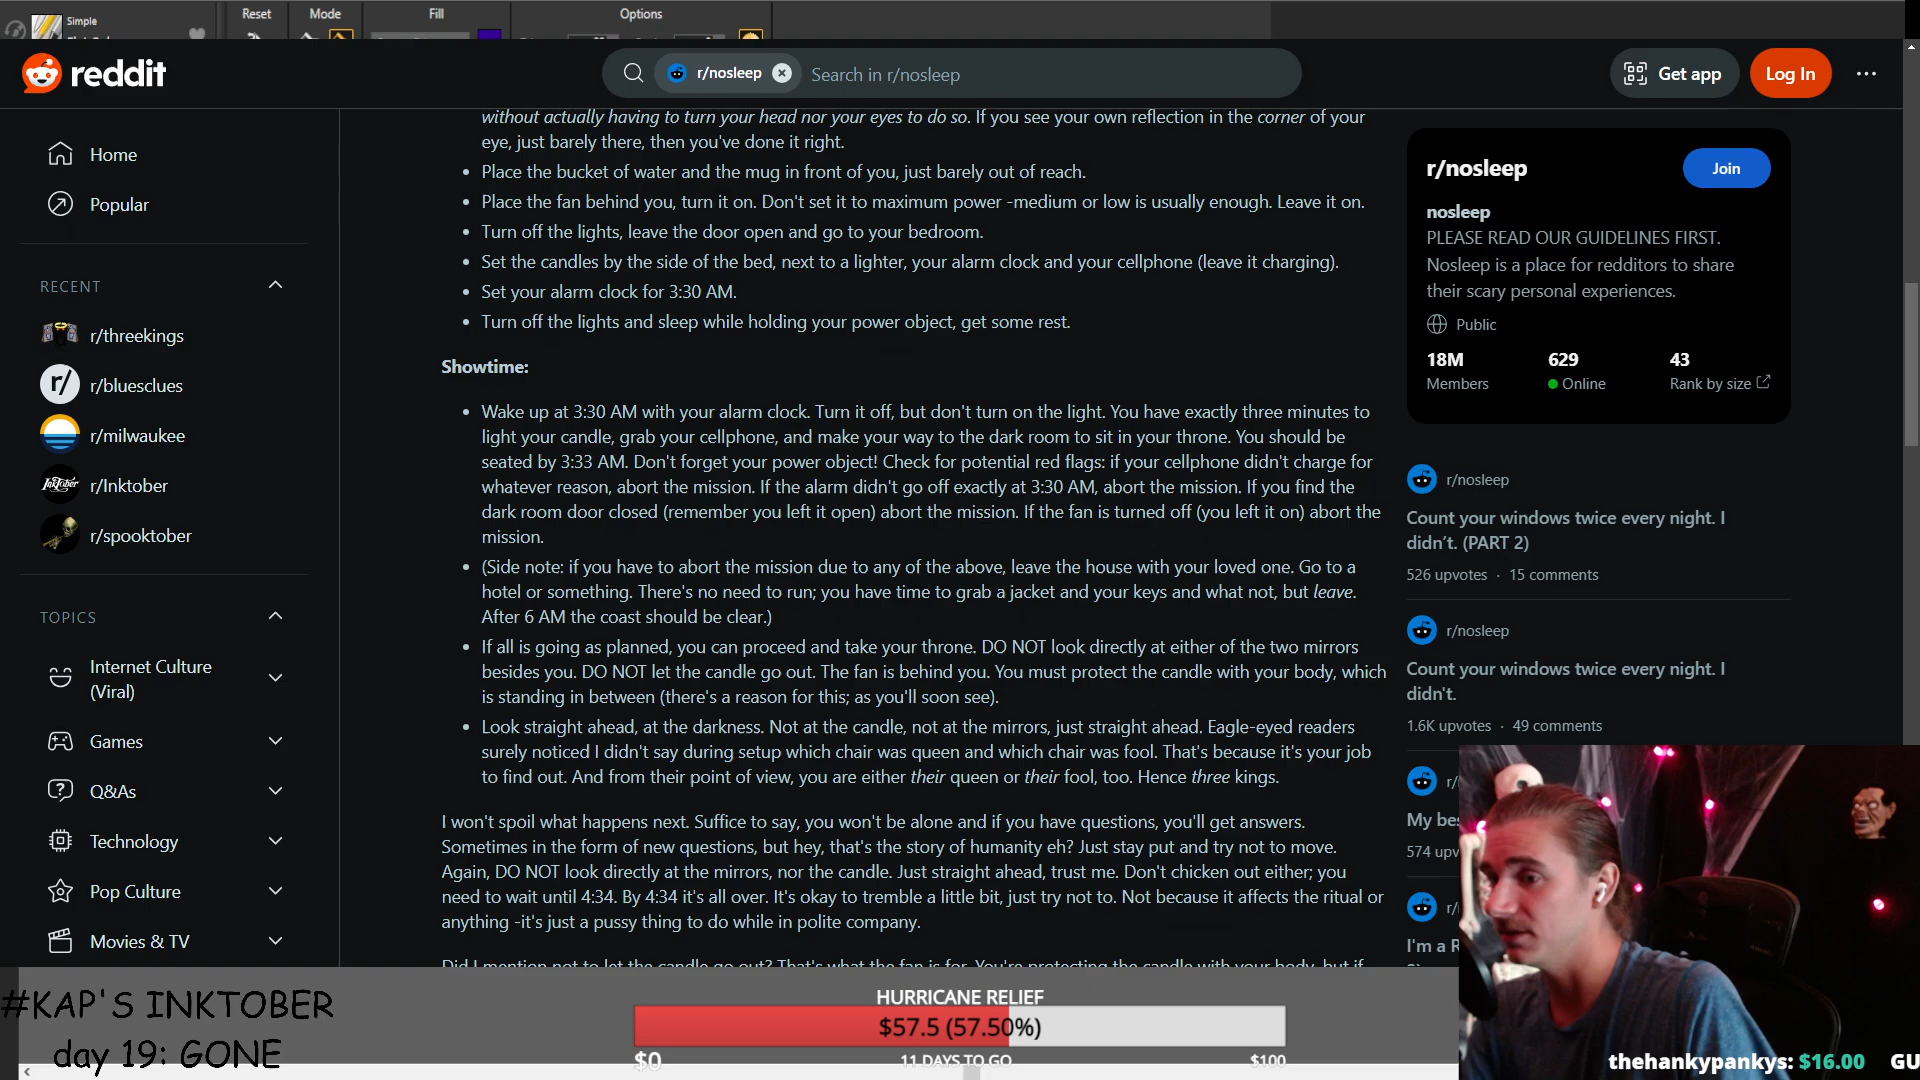 Simple
Reset
Mode
Fill
Options
reddit
r/nosleep
Search in r/nosleep
Get app
Log In
Home
Popular
RECENT
r/threekings
r/bluesclues
r/milwaukee
r/Inktober
r/spooktober
TOPICS
Internet Culture
(Viral)
Games
Q&As
Technology
Pop Culture
Movies & TV
without actually having to turn your head nor your eyes to do so. If you see your own reflection in the corner of your
eye, just barely there, then you've done it right.
• Place the bucket of water and the mug in front of you, just barely out of reach.
• Place the fan behind you, turn it on. Don't set it to maximum power -medium or low is usually enough. Leave it on.
• Turn off the lights, leave the door open and go to your bedroom.
• Set the candles by the side of the bed, next to a lighter, your alarm clock and your cellphone (leave it charging).
• Set your alarm clock for 3:30 AM.
• Turn off the lights and sleep while holding your power object, get some rest.
Showtime:
• Wake up at 3:30 AM with your alarm clock. Turn it off, but don't turn on the light. You have exactly three minutes to
light your candle, grab your cellphone, and make your way to the dark room to sit in your throne. You should be
seated by 3:33 AM. Don't forget your power object! Check for potential red flags: if your cellphone didn't charge for
whatever reason, abort the mission. If the alarm didn't go off exactly at 3:30 AM, abort the mission. If you find the
dark room door closed (remember you left it open) abort the mission. If the fan is turned off (you left it on) abort the
mission.
• (Side note: if you have to abort the mission due to any of the above, leave the house with your loved one. Go to a
hotel or something. There's no need to run; you have time to grab a jacket and your keys and what not, but leave.
After 6 AM the coast should be clear.)
• If all is going as planned, you can proceed and take your throne. DO NOT look directly at either of the two mirrors
besides you. DO NOT let the candle go out. The fan is behind you. You must protect the candle with your body, which
is standing in between (there's a reason for this; as you'll soon see).
• Look straight ahead, at the darkness. Not at the candle, not at the mirrors, just straight ahead. Eagle-eyed readers
surely noticed I didn't say during setup which chair was queen and which chair was fool. That's because it's your job
to find out. And from their point of view, you are either their queen or their fool, too. Hence three kings.
I won't spoil what happens next. Suffice to say, you won't be alone and if you have questions, you'll get answers.
Sometimes in the form of new questions, but hey, that's the story of humanity eh? Just stay put and try not to move.
Again, DO NOT look directly at the mirrors, nor the candle. Just straight ahead, trust me. Don't chicken out either; you
need to wait until 4:34. By 4:34 it's all over. It's okay to tremble a little bit, just try not to. Not because it affects the ritual or
anything -it's just a pussy thing to do while in polite company.
Did I mention not to let the candle go out? That's what the fan is for. You're protecting the candle with your body, but if
r/nosleep
Join
nosleep
PLEASE READ OUR GUIDELINES FIRST.
Nosleep is a place for redditors to share
their scary personal experiences.
Public
18M
Members
629
Online
43
Rank by size
r/nosleep
Count your windows twice every night. I
didn't. (PART 2)
526 upvotes · 15 comments
r/nosleep
Count your windows twice every night. I
didn't.
1.6K upvotes · 49 comments
My
574
I'm a
#KAP'S INKTOBER
day 19: GONE
HURRICANE RELIEF
$57.5 (57.50%)
$0
11 DAYS TO GO
$100
thehankypankys: $16.00
GU